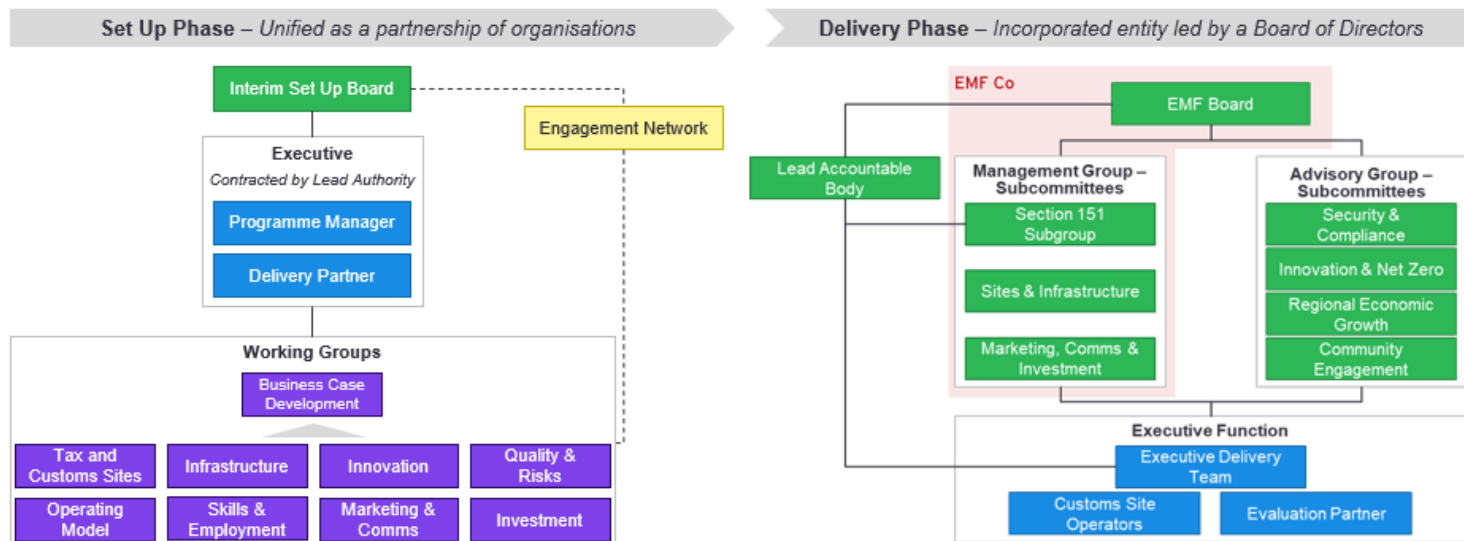 Set Up Phase – Unified as a partnership of organisations
Interim Set Up Board
Engagement Network
Executive
Contracted by Lead Authority
Programme Manager
Delivery Partner
Working Groups
Business Case
Development
Tax and
Customs Sites
Infrastructure
Innovation
Quality &
Risks
Operating
Model
Skills &
Employment
Marketing &
Comms
Investment
Delivery Phase – Incorporated entity led by a Board of Directors
EMF Co
EMF Board
Lead Accountable
Body
Management Group –
Subcommittees
Section 151
Subgroup
Sites & Infrastructure
Marketing, Comms &
Investment
Advisory Group –
Subcommittees
Security &
Compliance
Innovation & Net Zero
Regional Economic
Growth
Community
Engagement
Executive Function
Executive Delivery
Team
Customs Site
Operators
Evaluation Partner